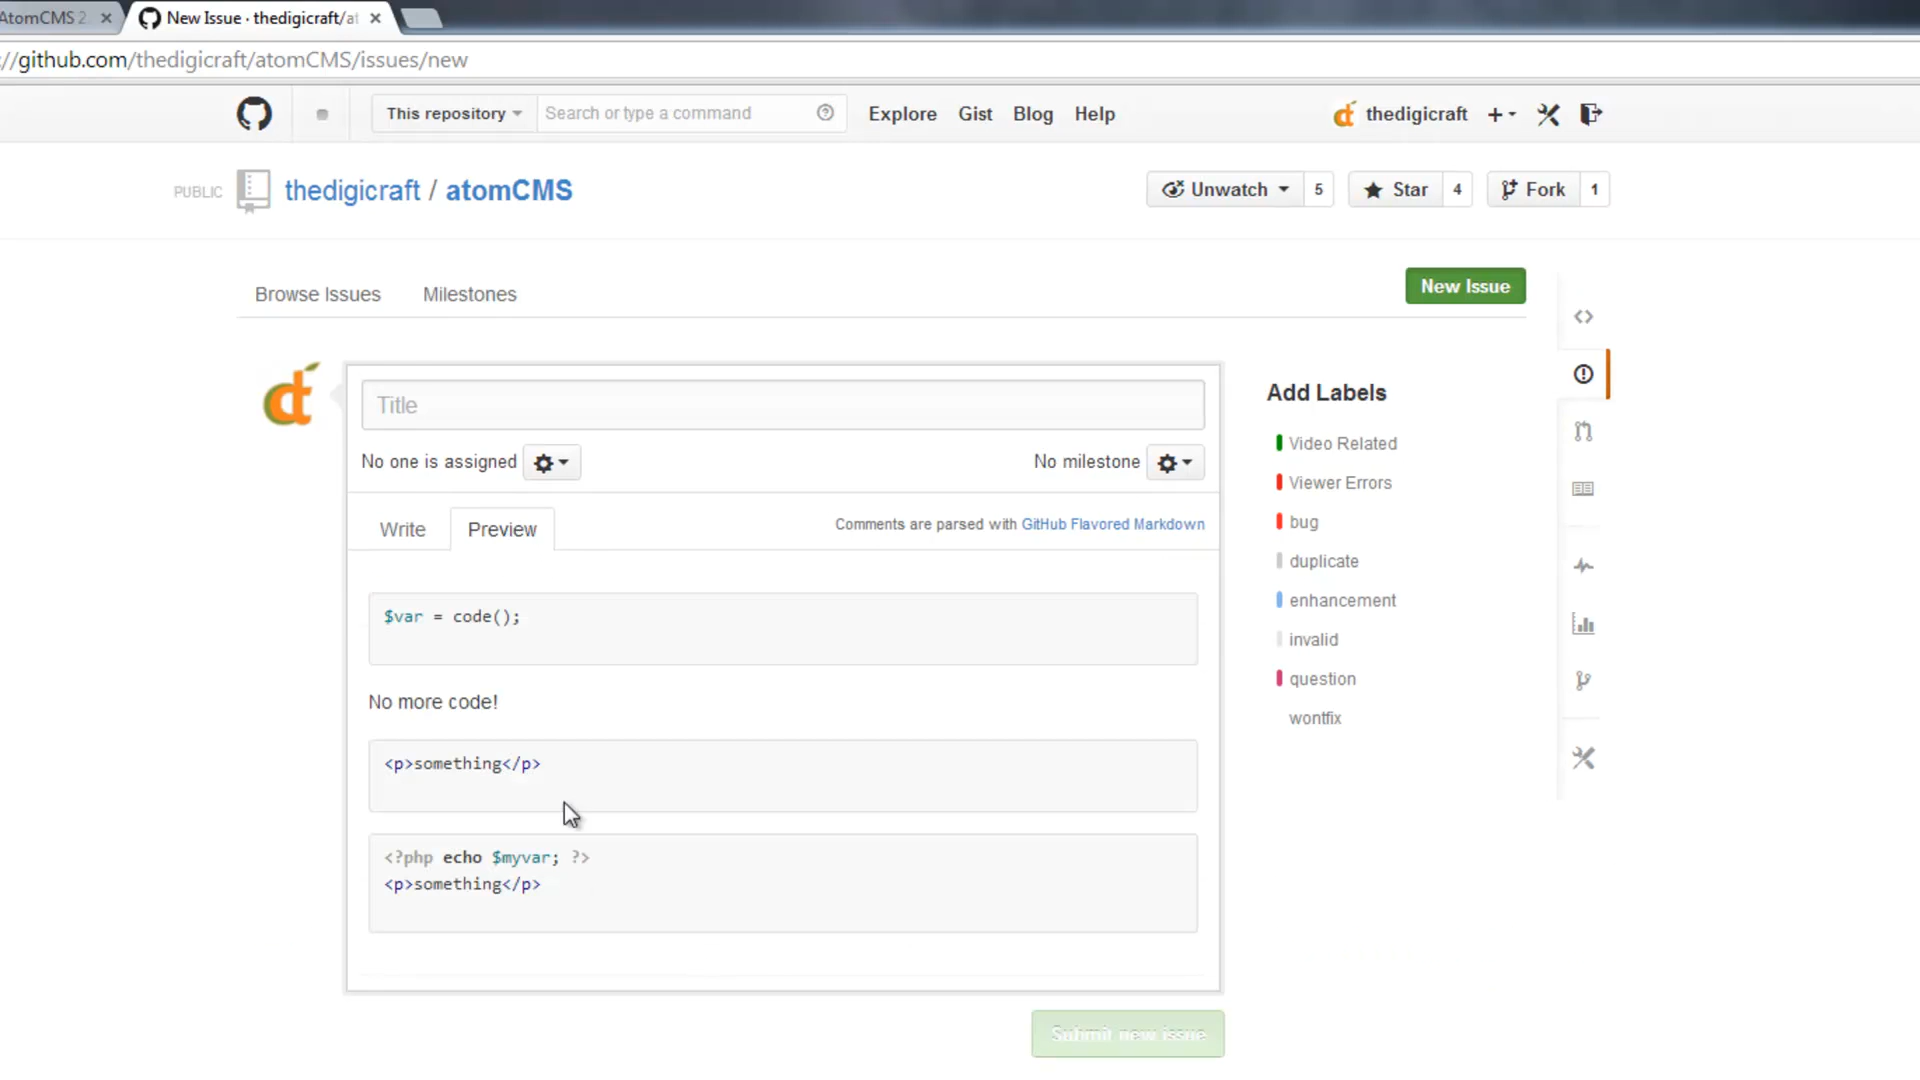 AtomCMS 2
New Issue · thedigicraft/at
://github.com/thedigicraft/atomCMS/issues/new
This repository
Search or type a command
Explore
Gist
Blog
Help
thedigicraft
PUBLIC
thedigicraft / atomCMS
Unwatch
5
Star
4
Fork
1
Browse Issues
Milestones
New Issue
Title
No one is assigned
No milestone
Write
Preview
Comments are parsed with GitHub Flavored Markdown
$var = code();
No more code!
<p>something</p>
<?php echo $myvar; ?>
<p>something</p>
Submit new issue
Add Labels
Video Related
Viewer Errors
bug
duplicate
enhancement
invalid
question
wontfix